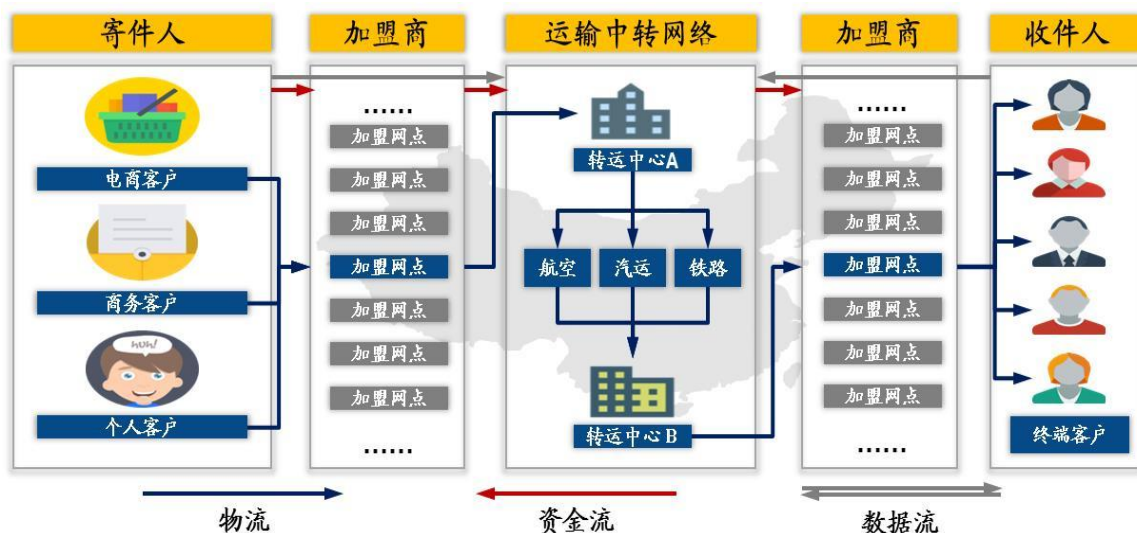 寄件人
加盟商
运输中转网络
加盟商
收件人
HUH!
电商客户
商务客户
个人客户
......
加盟网点
加盟网点
加盟网点
加盟网点
加盟网点
加盟网点
加盟网点
......
转运中心A
航空
汽运
铁路
转运中心 B
......
加盟网点
加盟网点
加盟网点
加盟网点
加盟网点
加盟网点
加盟网点
......
终端客户
物流
资金流
数据流